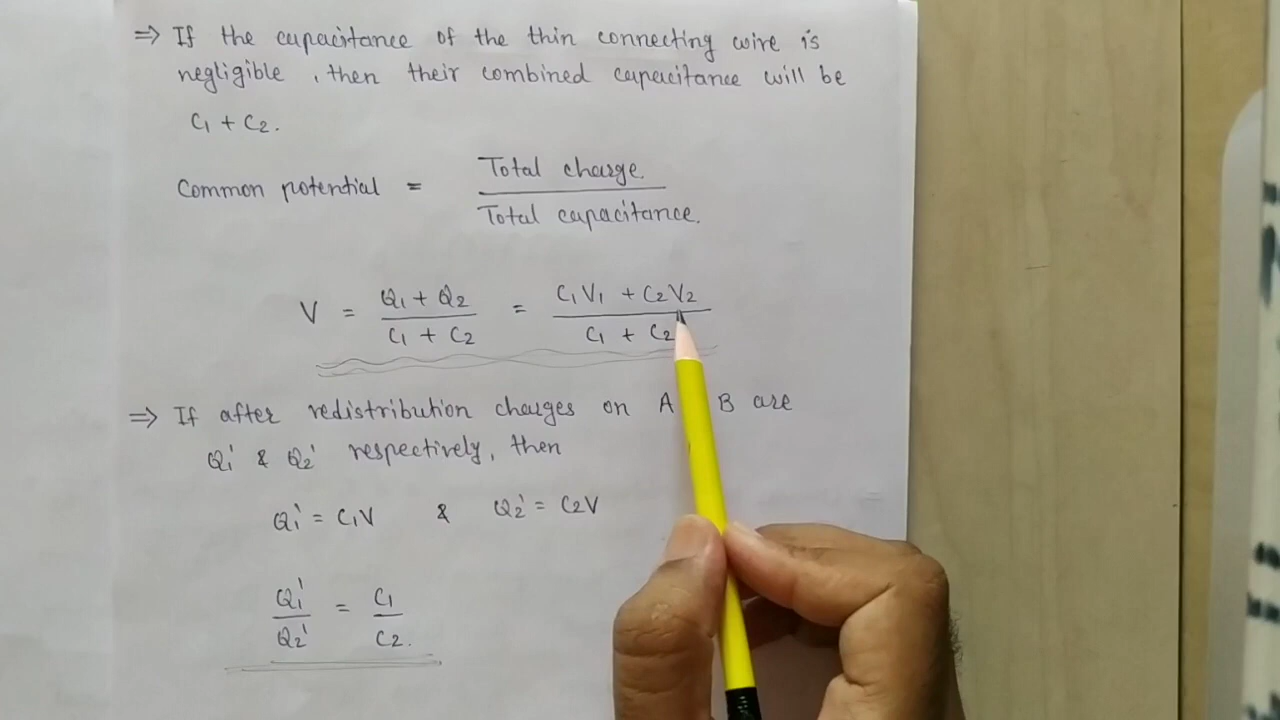 ⇒ If the capacitance of the thin connecting wire is
negligible, then their combined capacitance will be
C₁ + C₂.
Common potential = Total charge. / Total capacitance.
V = Q₁ + Q₂ / C₁ + C₂ = C₁V₁ + C₂V₂ / C₁ + C₂
⇒ If after redistribution charges on A B are
Q₁' & Q₂' respectively, then
Q₁' = C₁V & Q₂' = C₂V
Q₁' / Q₂' = C₁ / C₂.